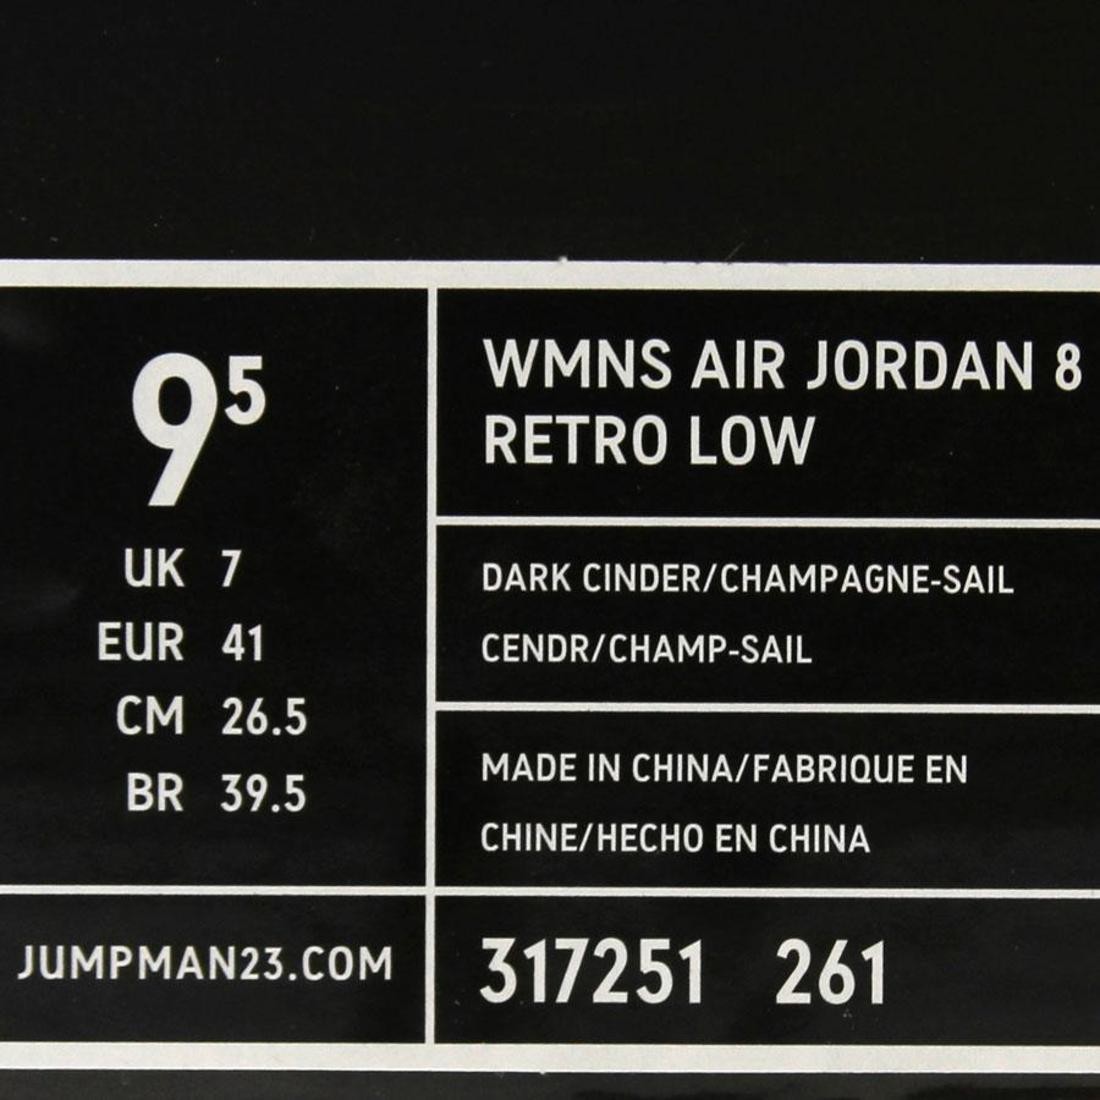 9⁵
UK 7
EUR 41
CM 26.5
BR 39.5
JUMPMAN23.COM
WMNS AIR JORDAN 8
RETRO LOW
DARK CINDER/CHAMPAGNE-SAIL
CENDR/CHAMP-SAIL
MADE IN CHINA/FABRIQUE EN
CHINE/HECHO EN CHINA
317251 261